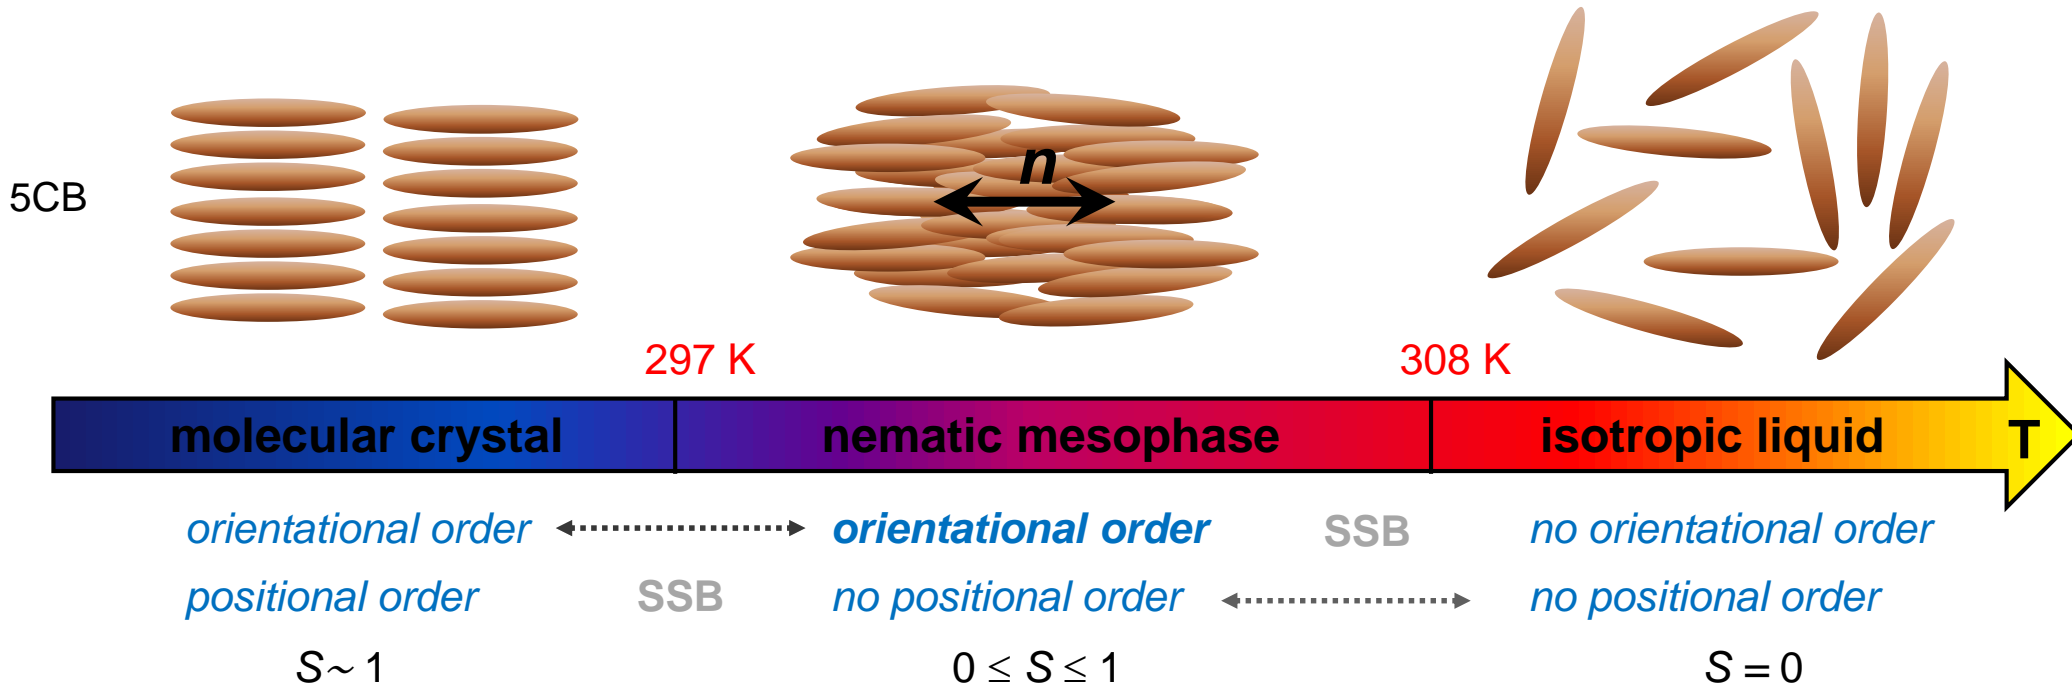 n
5CB
297 K 308 K
molecular crystal nematic mesophase isotropic liquid T
orientational order orientational order SSB no orientational order
positional order SSB no positional order no positional order
S ~ 1 0 ≤ S ≤ 1 S = 0